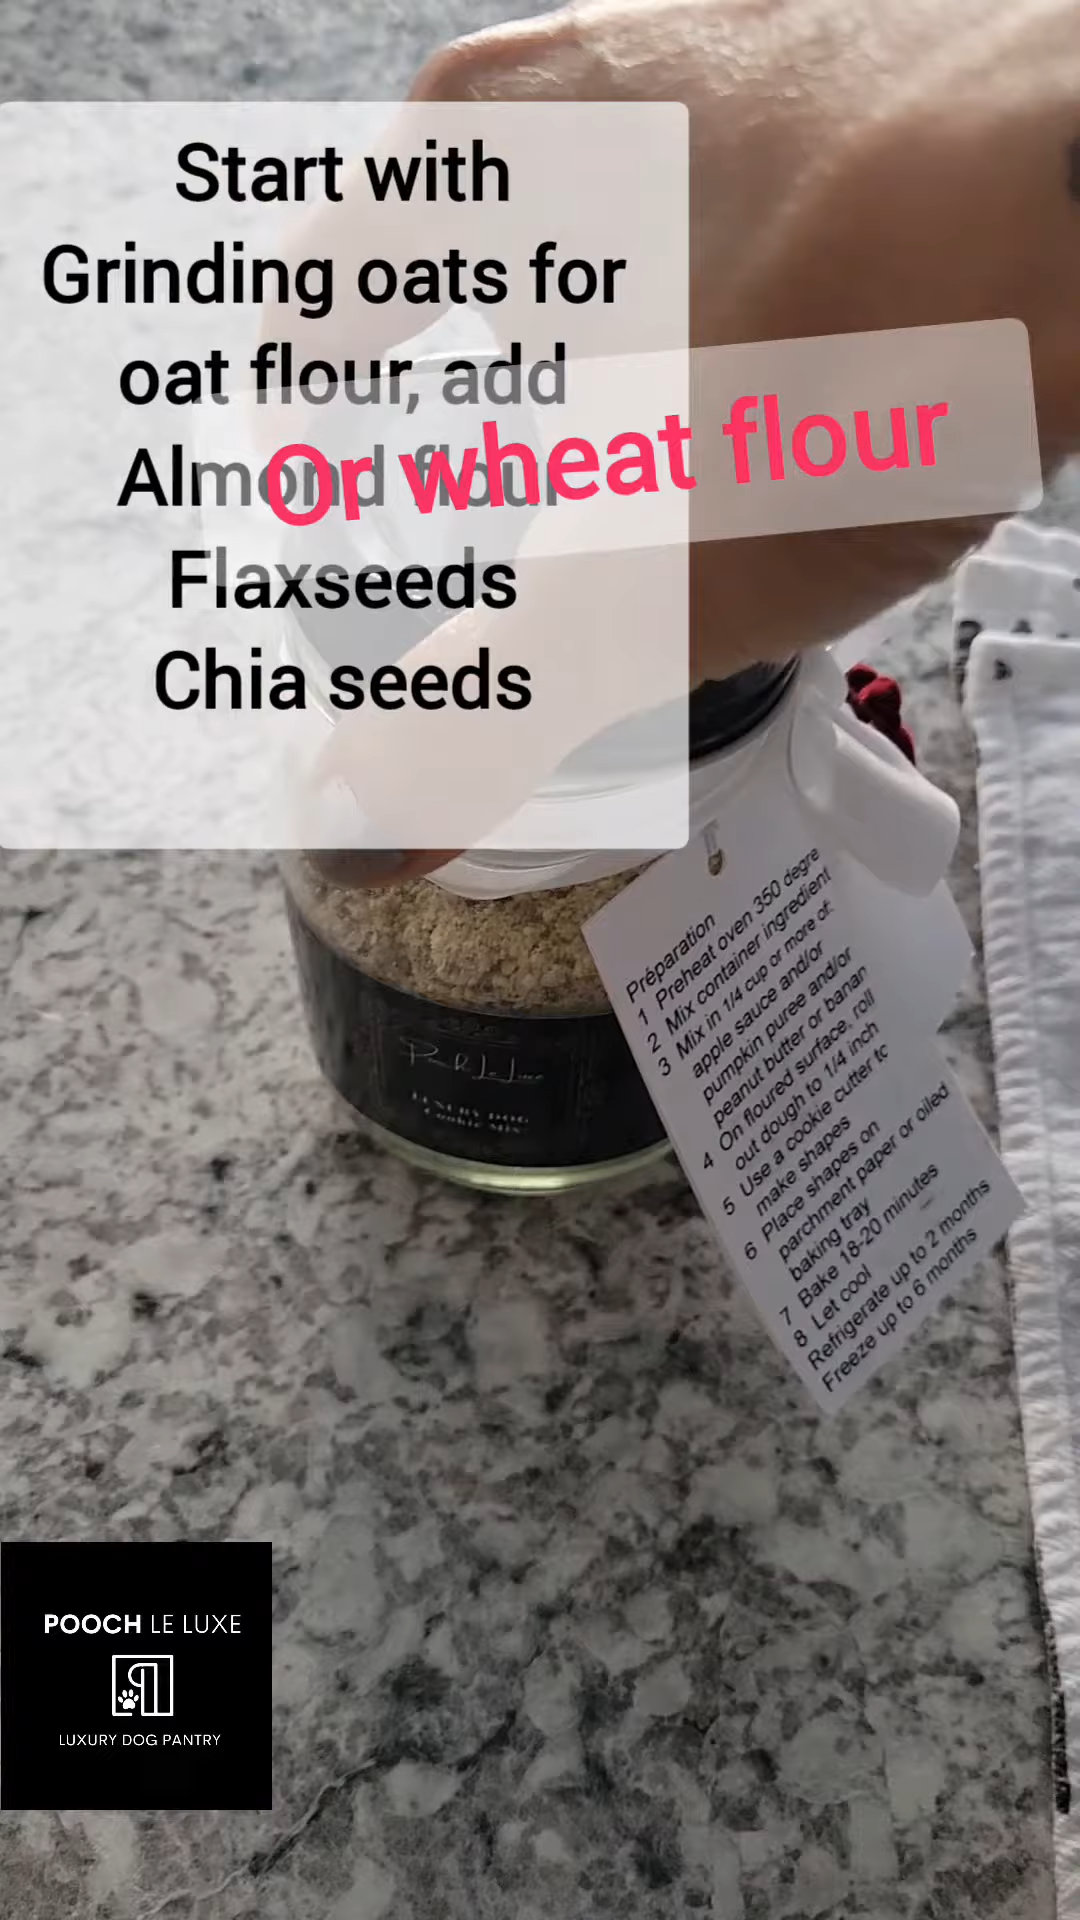 Start with
Grinding oats for
oat flour, add
Almond flour
Or wheat flour
Flaxseeds
Chia seeds
Préparation
1 Preheat oven 350 degre
2 Mix container ingredient
3 Mix in 1/4 cup or more of:
apple sauce and/or
pumpkin puree and/or
peanut butter or banan
4 On floured surface, roll
out dough to 1/4 inch
5 Use a cookie cutter to
make shapes
6 Place shapes on
parchment paper or oiled
baking tray
7 Bake 18-20 minutes
8 Let cool
Refrigerate up to 2 months
Freeze up to 6 months
LUXURY DOG
Cookie Mix
POOCH LE LUXE
LUXURY DOG PANTRY